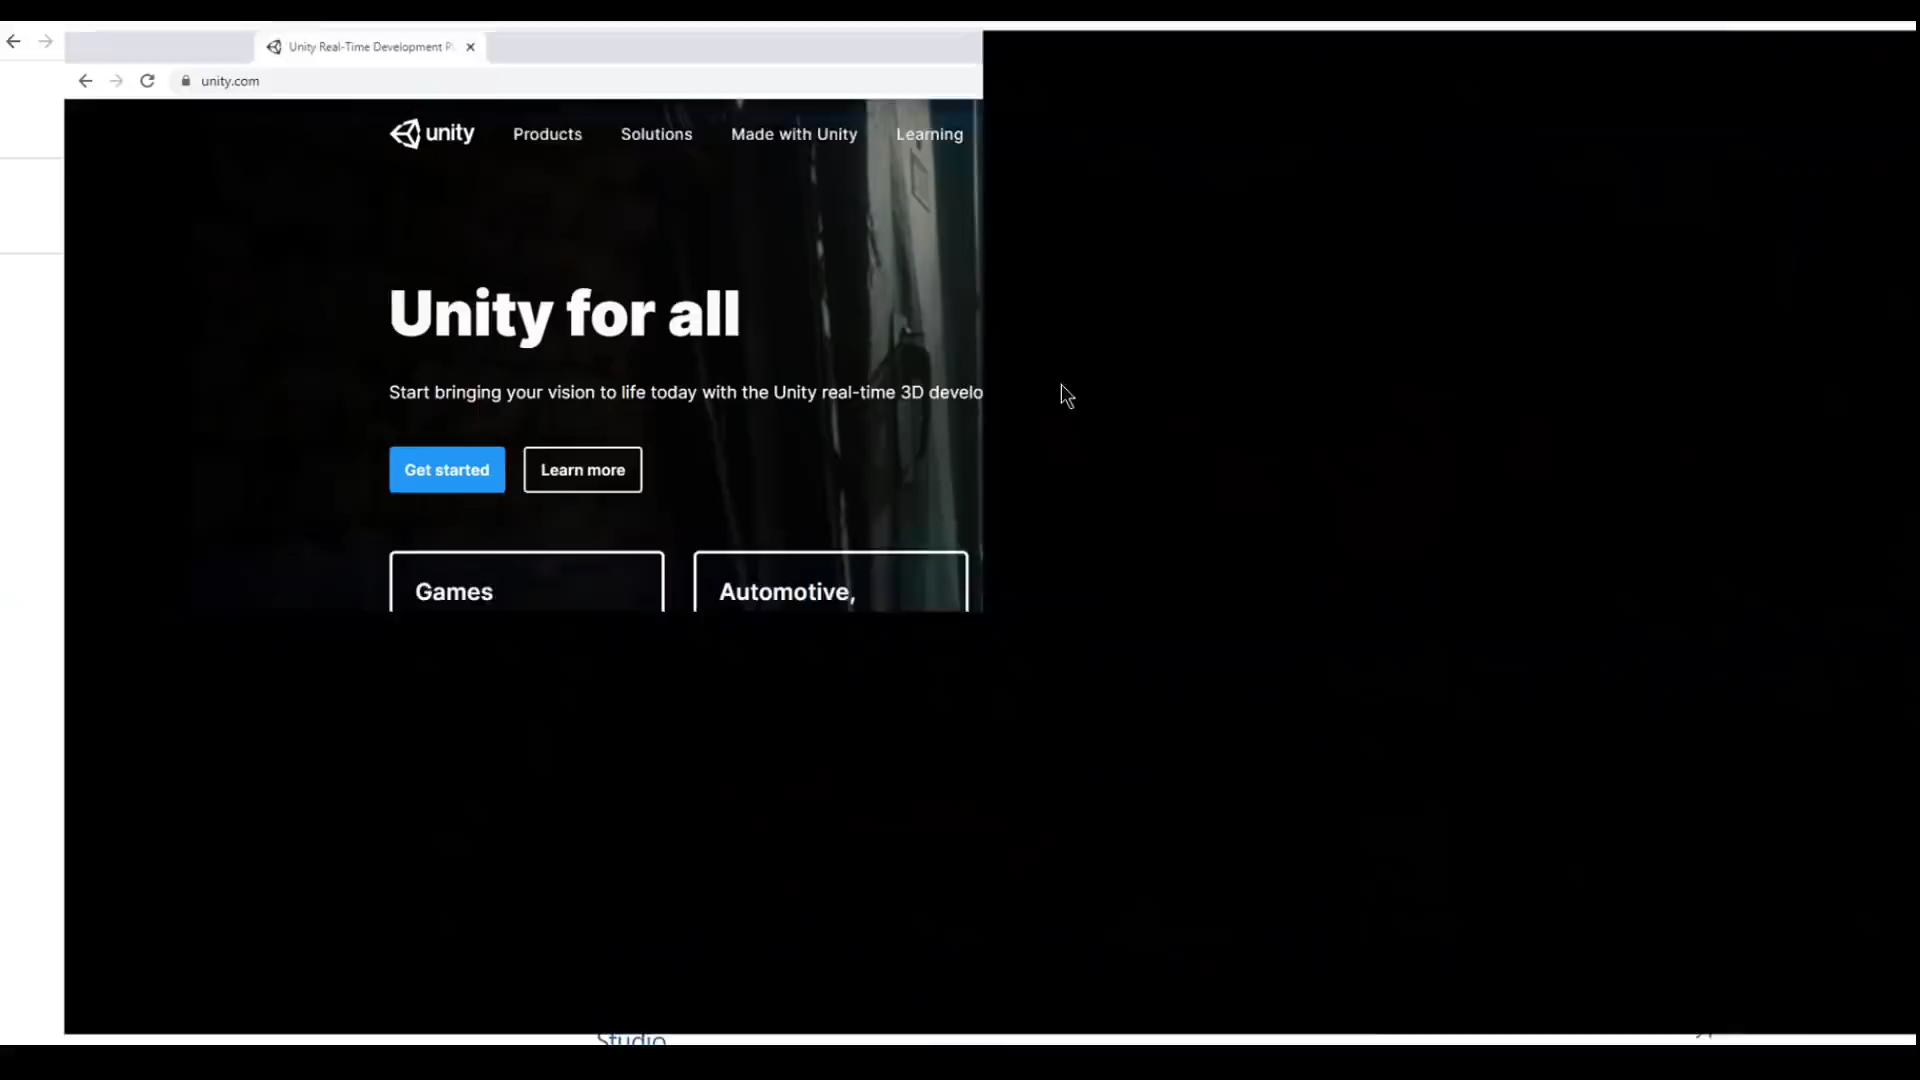 Unity Real-Time Development P
unity.com
unity Products Solutions Made with Unity Learning
Unity for all
Start bringing your vision to life today with the Unity real-time 3D develo
Get started Learn more
Games Automotive,
Studio